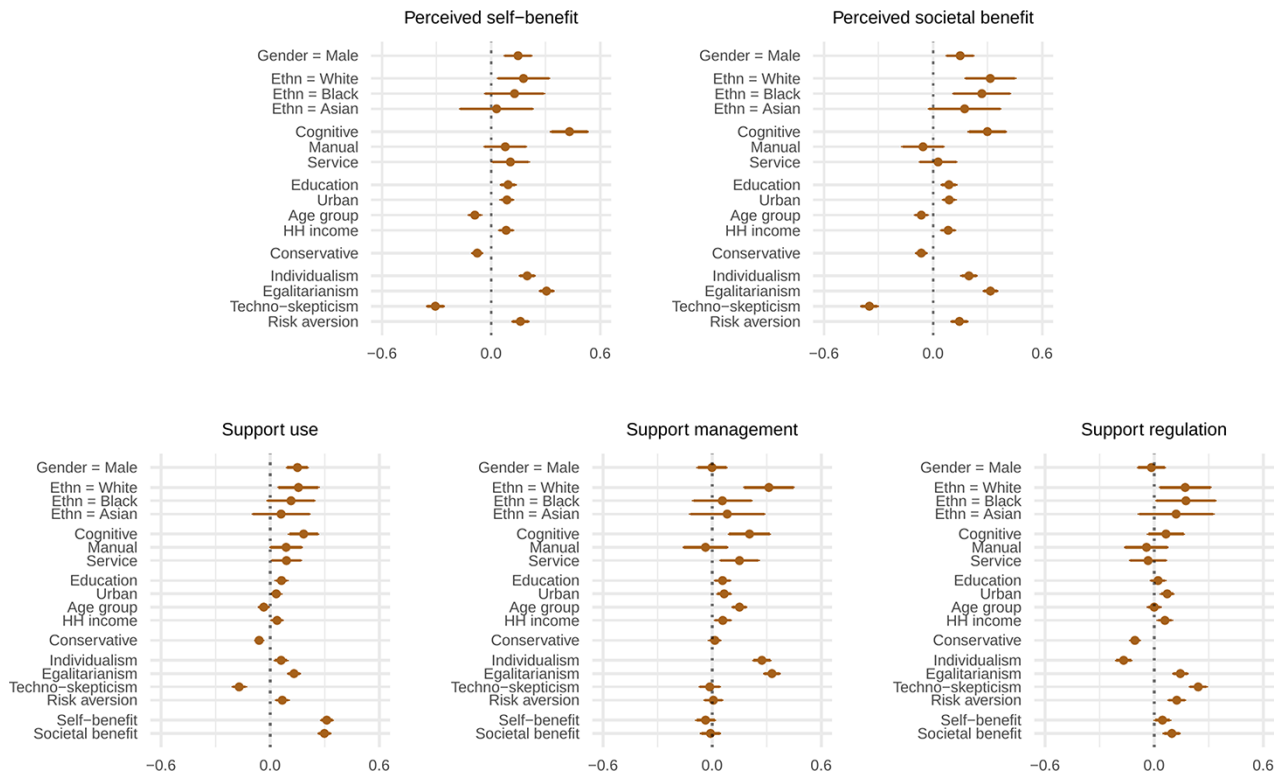 Perceived self−benefit
Gender = Male
Ethn = White
Ethn = Black
Ethn = Asian
Cognitive
Manual
Service
Education
Urban
Age group
HH income
Conservative
Individualism
Egalitarianism
Techno−skepticism
Risk aversion
−0.6 0.0 0.6
Perceived societal benefit
Gender = Male
Ethn = White
Ethn = Black
Ethn = Asian
Cognitive
Manual
Service
Education
Urban
Age group
HH income
Conservative
Individualism
Egalitarianism
Techno−skepticism
Risk aversion
−0.6 0.0 0.6
Support use
Gender = Male
Ethn = White
Ethn = Black
Ethn = Asian
Cognitive
Manual
Service
Education
Urban
Age group
HH income
Conservative
Individualism
Egalitarianism
Techno−skepticism
Risk aversion
Self−benefit
Societal benefit
−0.6 0.0 0.6
Support management
Gender = Male
Ethn = White
Ethn = Black
Ethn = Asian
Cognitive
Manual
Service
Education
Urban
Age group
HH income
Conservative
Individualism
Egalitarianism
Techno−skepticism
Risk aversion
Self−benefit
Societal benefit
−0.6 0.0 0.6
Support regulation
Gender = Male
Ethn = White
Ethn = Black
Ethn = Asian
Cognitive
Manual
Service
Education
Urban
Age group
HH income
Conservative
Individualism
Egalitarianism
Techno−skepticism
Risk aversion
Self−benefit
Societal benefit
−0.6 0.0 0.6